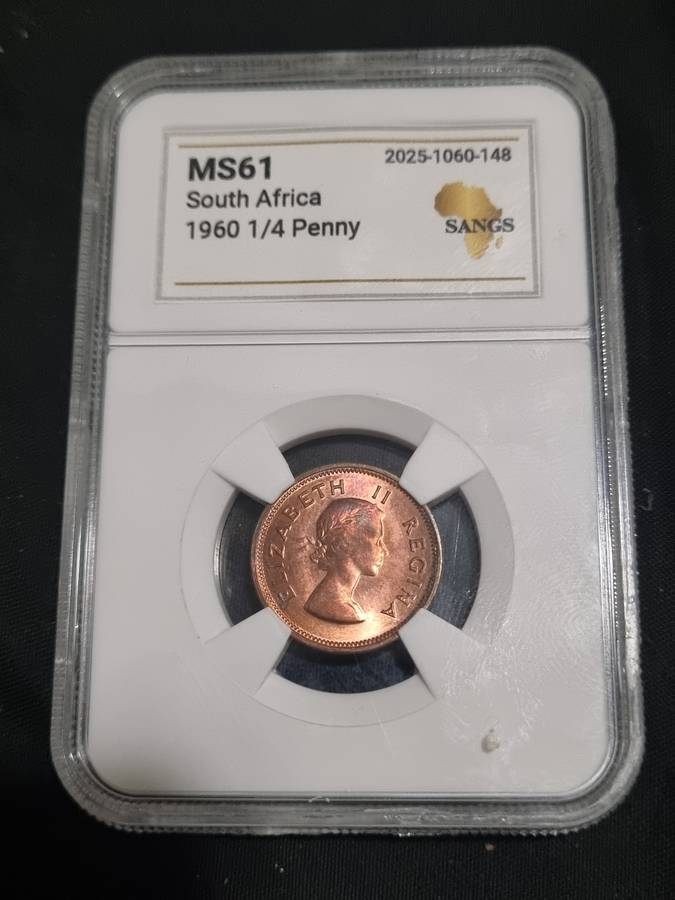 MS61
2025-1060-148
South Africa
1960 1/4 Penny
SANGS
ELIZABETH II REGINA